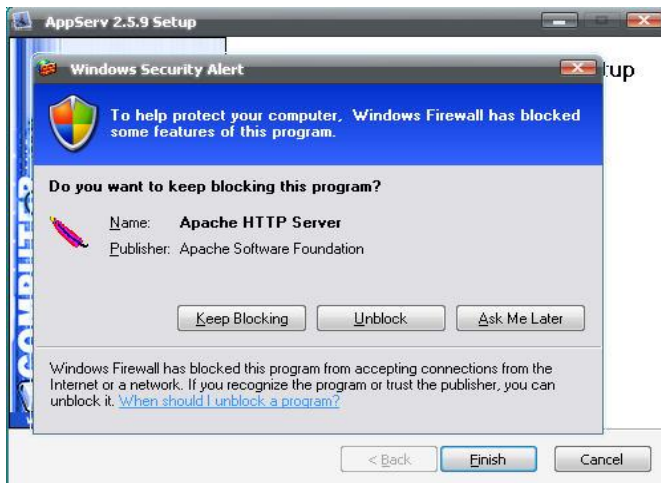 AppServ 2.5.9 Setup
Windows Security Alert
tup
To help protect your computer, Windows Firewall has blocked
some features of this program.
Do you want to keep blocking this program?
Name: Apache HTTP Server
Publisher: Apache Software Foundation
Keep Blocking Unblock Ask Me Later
Windows Firewall has blocked this program from accepting connections from the
Internet or a network. If you recognize the program or trust the publisher, you can
unblock it. When should I unblock a program?
COMPUTER
< Back Finish Cancel